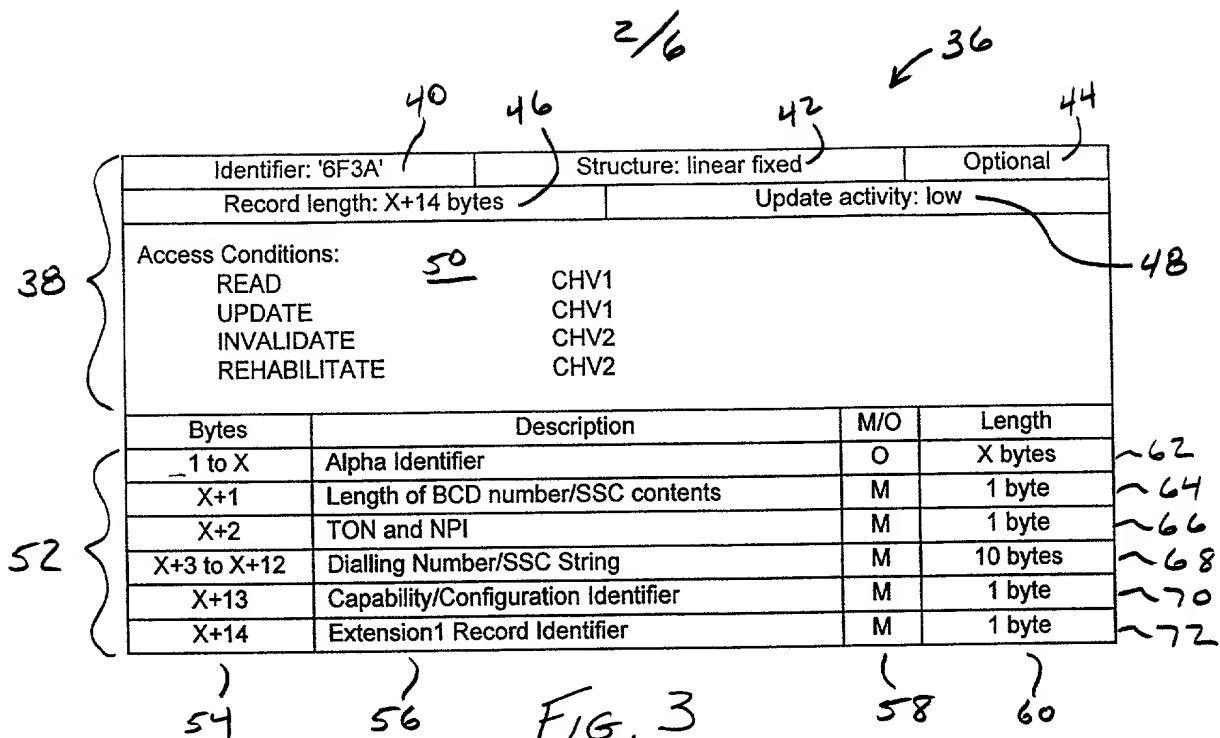 2/6
36
40 46 42 44
Identifier: '6F3A' Structure: linear fixed Optional
Record length: X+14 bytes Update activity: low
48
38
Access Conditions: 50
READ CHV1
UPDATE CHV1
INVALIDATE CHV2
REHABILITATE CHV2
Bytes Description M/O Length
1 to X Alpha Identifier O X bytes 62
X+1 Length of BCD number/SSC contents M 1 byte 64
X+2 TON and NPI M 1 byte 66
52
X+3 to X+12 Dialling Number/SSC String M 10 bytes 68
X+13 Capability/Configuration Identifier M 1 byte 70
X+14 Extension1 Record Identifier M 1 byte 72
54 56 58 60
FIG. 3